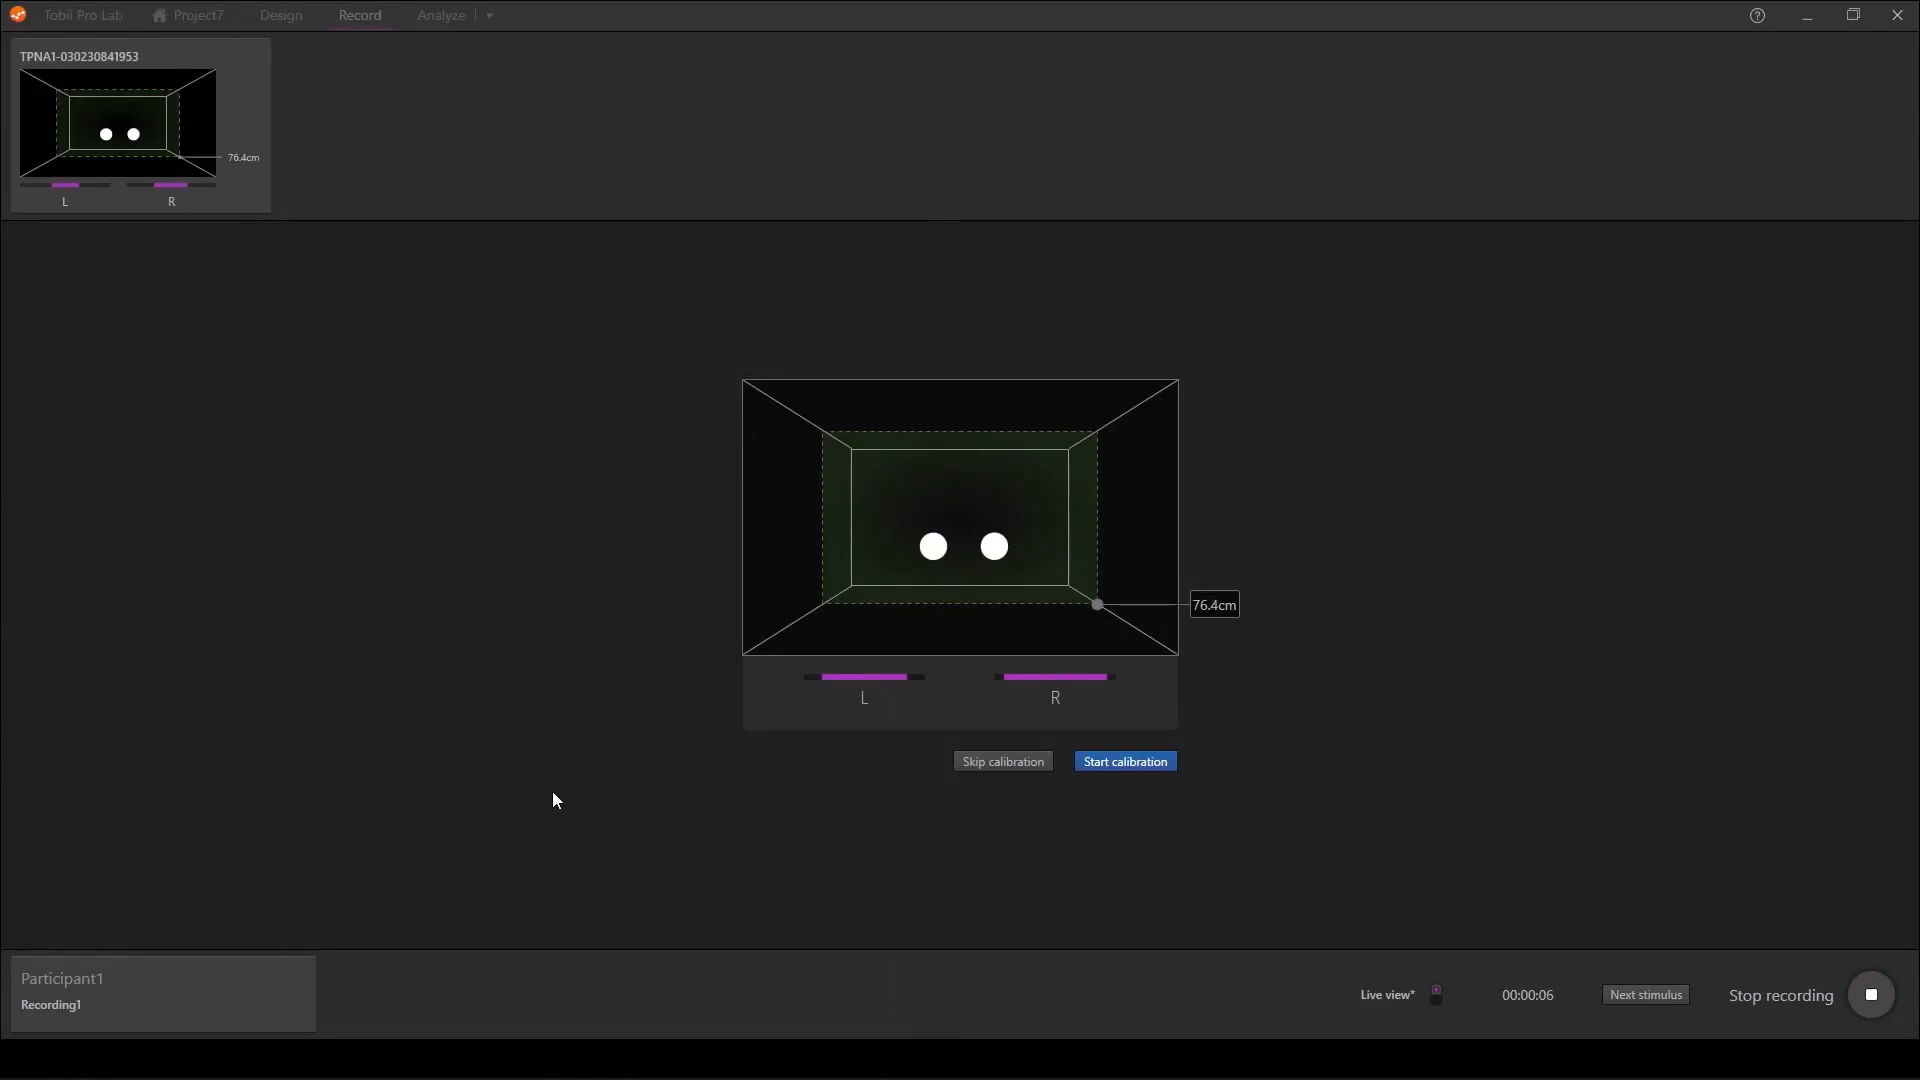 Tobii Pro Lab
Project7
Design
Record
Analyze
TPNA1-030230841953
76.4cm
L
R
76.4cm
L
R
Skip calibration
Start calibration
Participant1
Recording1
Live view*
00:00:06
Next stimulus
Stop recording